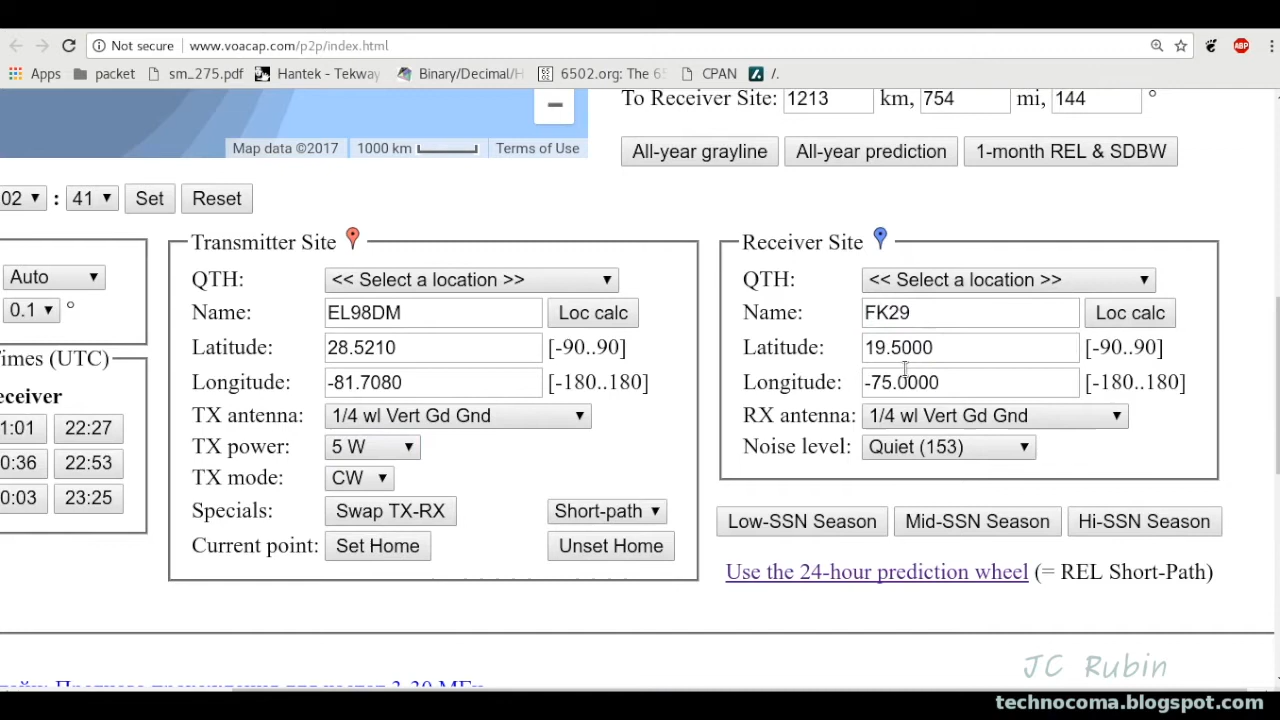 Not secure www.voacap.com/p2p/index.html
Apps packet sm_275.pdf Hantek - Tekway Binary/Decimal/H 6502.org: The 65 CPAN /.
To Receiver Site: 1213 km, 754 mi, 144 °
Map data ©2017 1000 km Terms of Use
All-year grayline All-year prediction 1-month REL & SDBW
02 : 41 Set Reset
Transmitter Site
QTH: << Select a location >>
Name: EL98DM Loc calc
Latitude: 28.5210 [-90..90]
Longitude: -81.7080 [-180..180]
TX antenna: 1/4 wl Vert Gd Gnd
TX power: 5 W
TX mode: CW
Specials: Swap TX-RX Short-path
Current point: Set Home Unset Home
Receiver Site
QTH: << Select a location >>
Name: FK29 Loc calc
Latitude: 19.5000 [-90..90]
Longitude: -75.0000 [-180..180]
RX antenna: 1/4 wl Vert Gd Gnd
Noise level: Quiet (153)
Low-SSN Season Mid-SSN Season Hi-SSN Season
Use the 24-hour prediction wheel (= REL Short-Path)
Auto
0.1 °
imes (UTC)
eceiver
1:01 22:27
0:36 22:53
0:03 23:25
JC Rubin
technocoma.blogspot.com